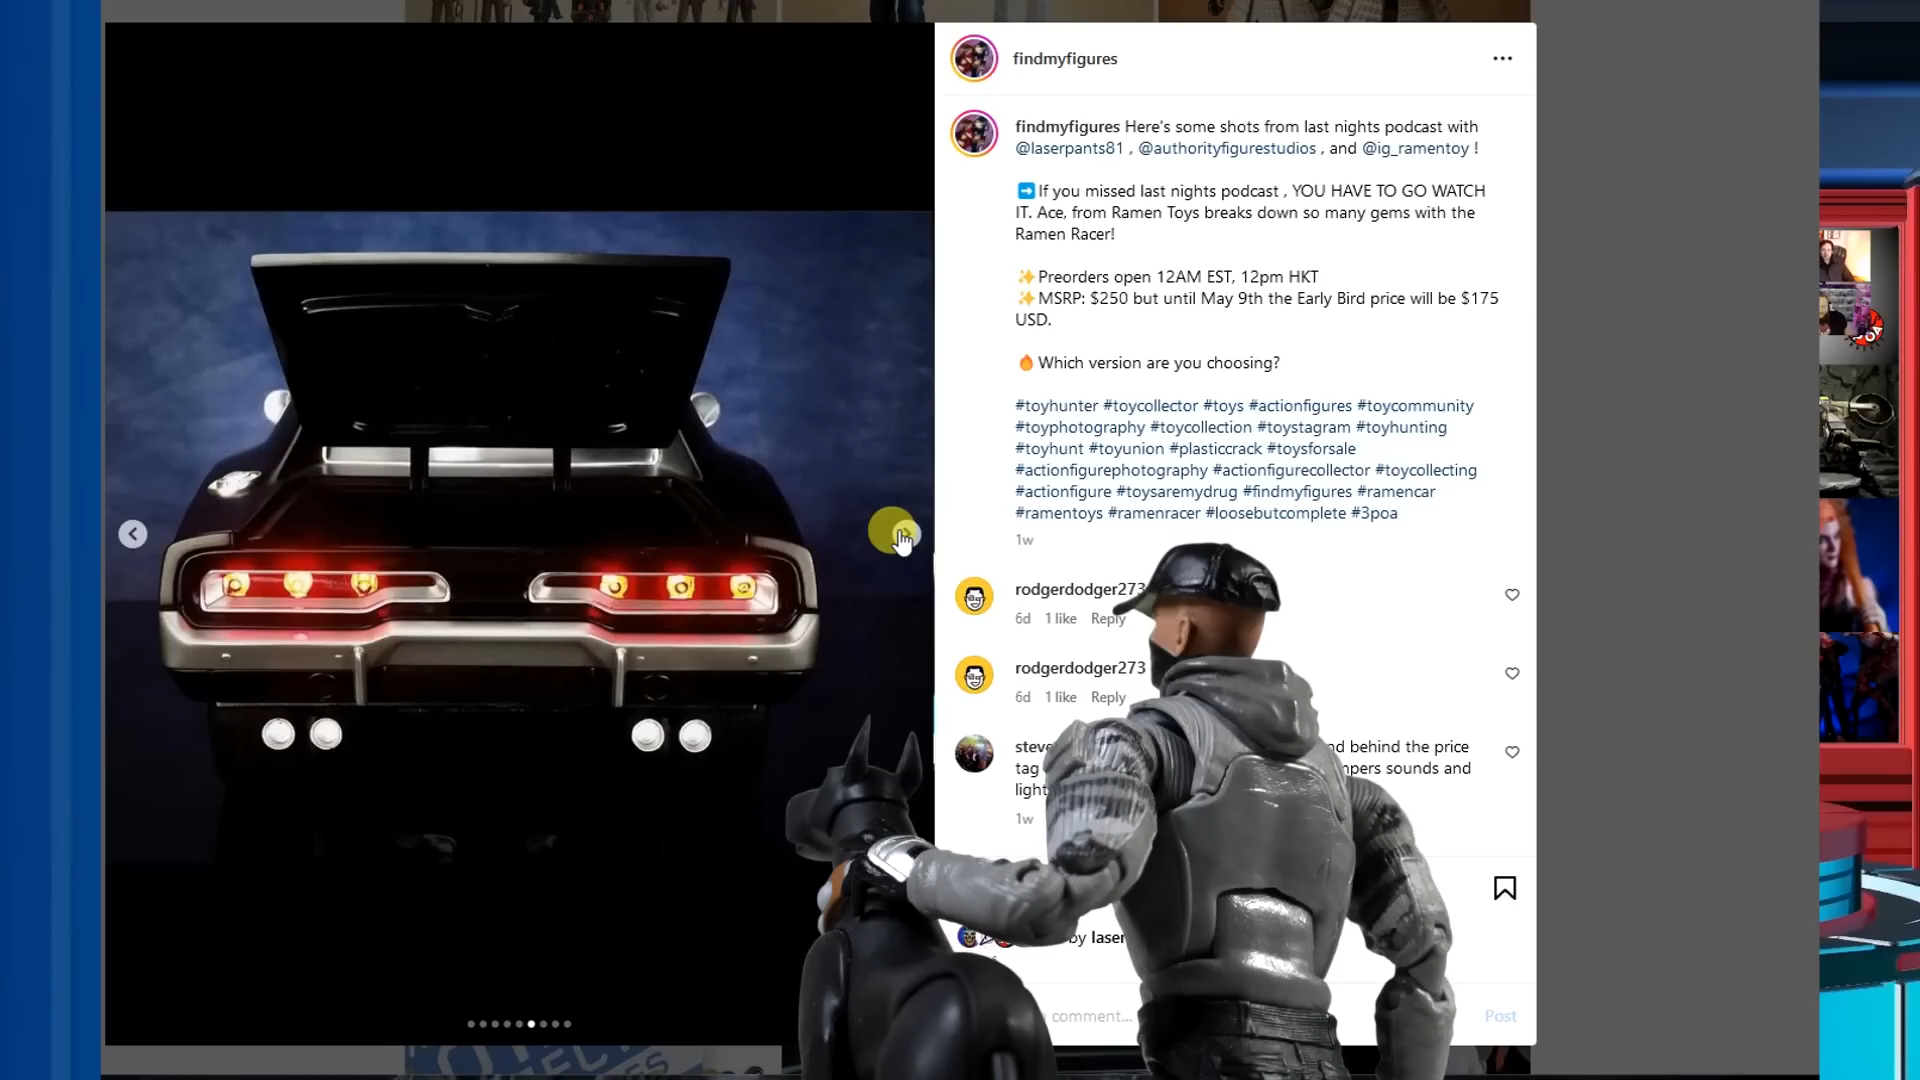 findmyfigures
findmyfigures Here's some shots from last nights podcast with
@laserpants81 , @authorityfigurestudios , and @ig_ramentoy !
➡️If you missed last nights podcast , YOU HAVE TO GO WATCH
IT. Ace, from Ramen Toys breaks down so many gems with the
Ramen Racer!
✨Preorders open 12AM EST, 12pm HKT
✨MSRP: $250 but until May 9th the Early Bird price will be $175
USD.
🔥Which version are you choosing?
#toyhunter #toycollector #toys #actionfigures #toycommunity
#toyphotography #toycollection #toystagram #toyhunting
#toyhunt #toyunion #plasticcrack #toysforsale
#actionfigurephotography #actionfigurecollector #toycollecting
#actionfigure #toysaremydrug #findmyfigures #ramencar
#ramentoys #ramenracer #loosebutcomplete #3poa
1w
rodgerdodger273
6d 1 like Reply
rodgerdodger273
6d 1 like Reply
steve nd behind the price
tag mpers sounds and
light
1w
by laser
comment...
Post